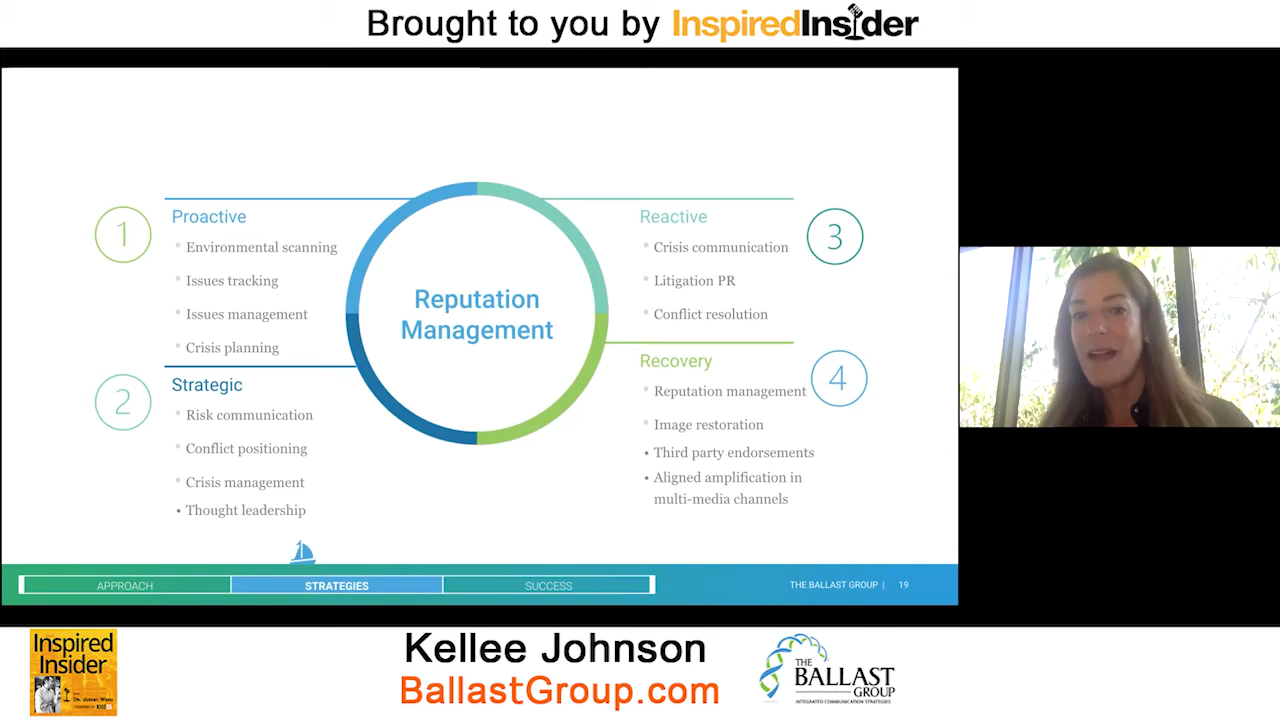 Brought to you by InspiredInsider
1
Proactive
Environmental scanning
Issues tracking
Issues management
Crisis planning
2
Strategic
Risk communication
Conflict positioning
Crisis management
• Thought leadership
Reputation
Management
Reactive
3
Crisis communication
Litigation PR
Conflict resolution
Recovery
4
Reputation management
Image restoration
• Third party endorsements
• Aligned amplification in
multi-media channels
APPROACH
STRATEGIES
SUCCESS
THE BALLAST GROUP | 19
Inspired
Insider
Kellee Johnson
BallastGroup.com
THE
BALLAST
GROUP
INTEGRATED COMMUNICATION STRATEGIES